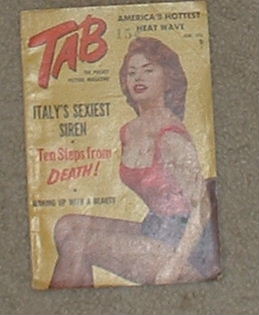 TAB
THE POCKET
PICTURE MAGAZINE
AMERICA'S HOTTEST
15¢ HEAT WAVE
ITALY'S SEXIEST
SIREN
Ten Steps from
DEATH!
WAKING UP WITH A BEAUTY